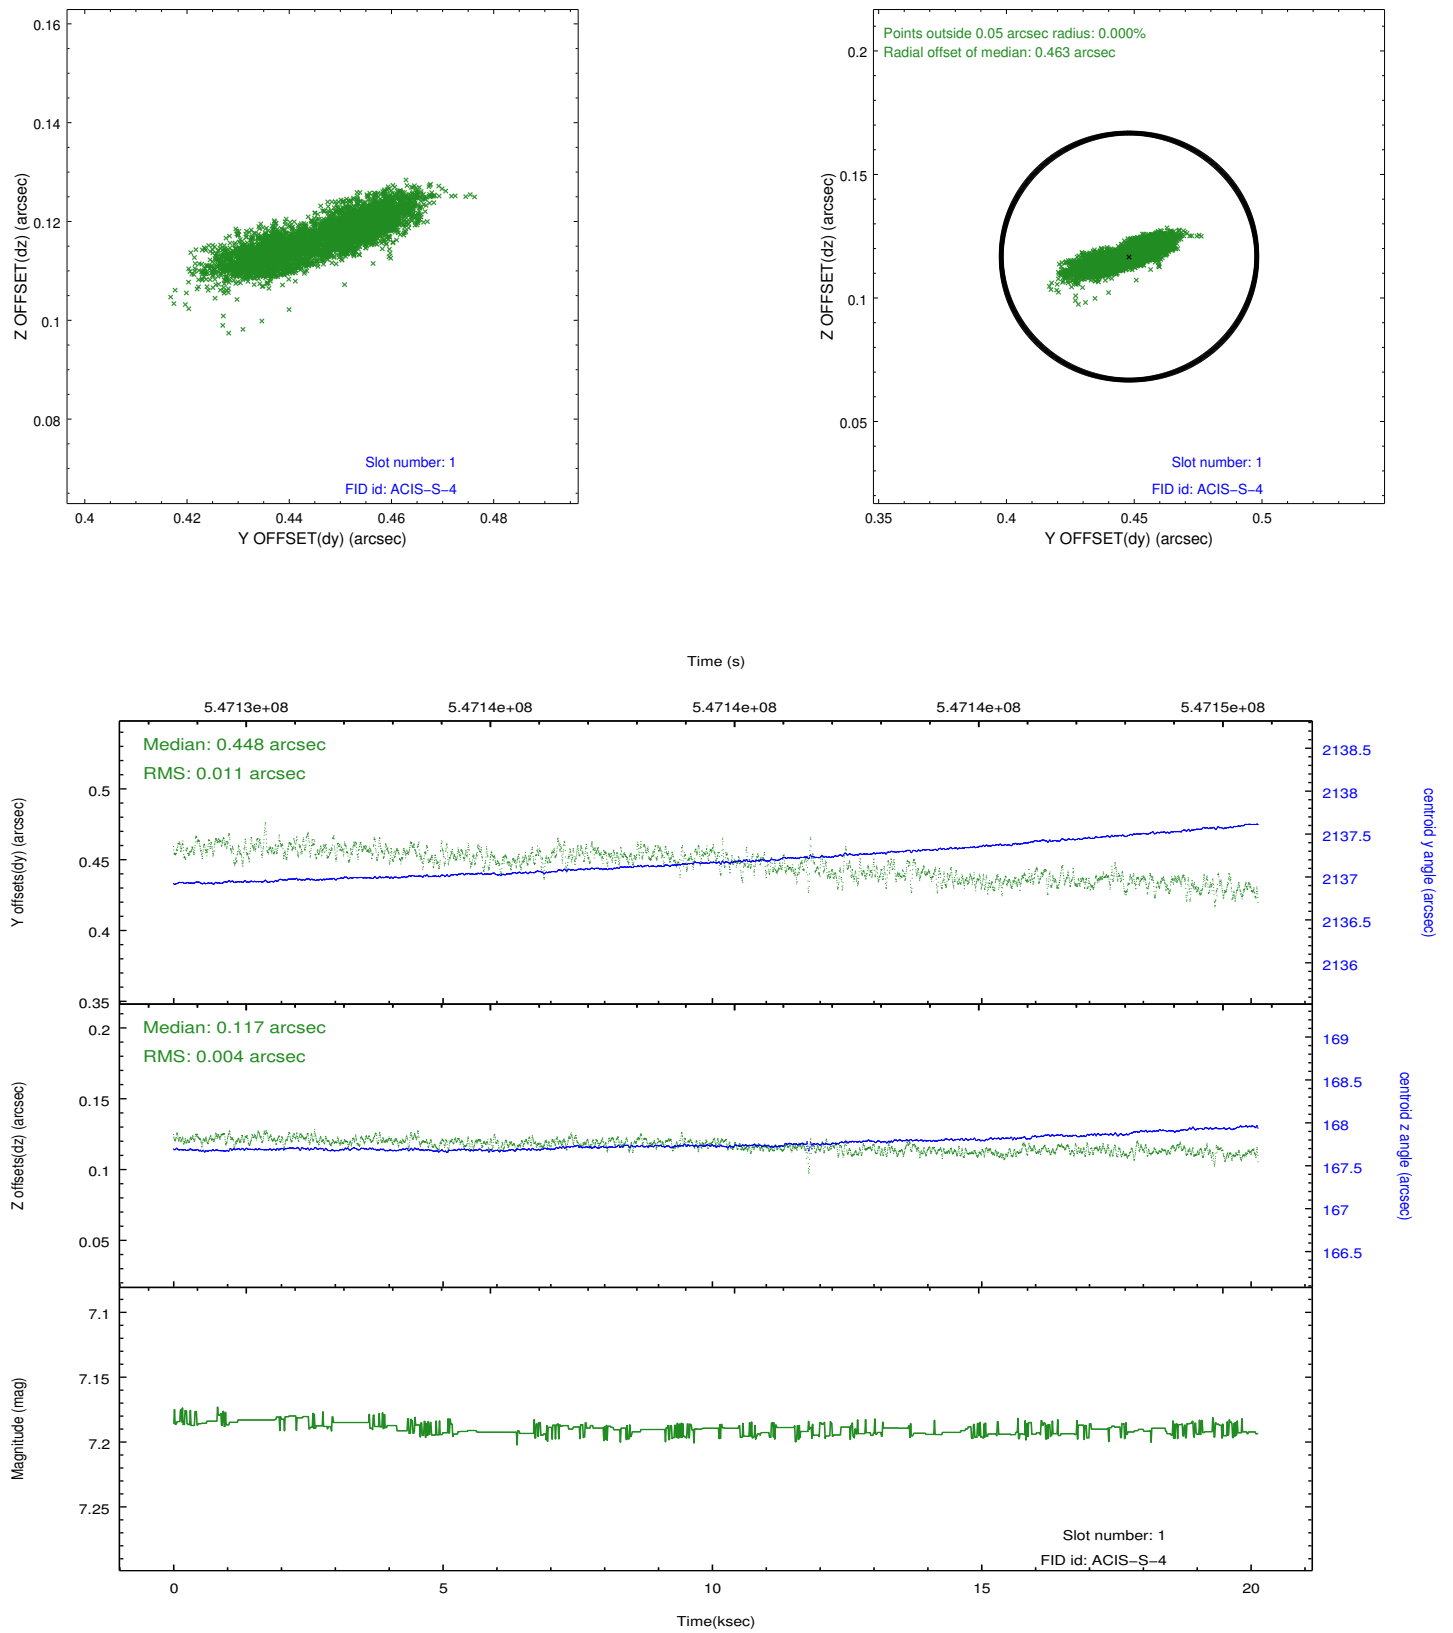 0.16
0.14
0.12
0.1
0.08
Z OFFSET(dz) (arcsec)
Slot number: 1
FID id: ACIS−S−4
0.4 0.42 0.44 0.46 0.48
Y OFFSET(dy) (arcsec)
Points outside 0.05 arcsec radius: 0.000%
Radial offset of median: 0.463 arcsec
0.2
0.15
0.1
0.05
Z OFFSET(dz) (arcsec)
Slot number: 1
FID id: ACIS−S−4
0.35 0.4 0.45 0.5
Y OFFSET(dy) (arcsec)
Time (s)
5.4713e+08 5.4714e+08 5.4714e+08 5.4714e+08 5.4715e+08
Median: 0.448 arcsec
RMS: 0.011 arcsec
0.5
0.45
0.4
0.35
Y offsets(dy) (arcsec)
2138.5
2138
2137.5
2137
2136.5
2136
centroid y angle (arcsec)
Median: 0.117 arcsec
RMS: 0.004 arcsec
0.2
0.15
0.1
0.05
Z offsets(dz) (arcsec)
169
168.5
168
167.5
167
166.5
centroid z angle (arcsec)
7.1
7.15
7.2
7.25
Magnitude (mag)
Slot number: 1
FID id: ACIS−S−4
0 5 10 15 20
Time(ksec)